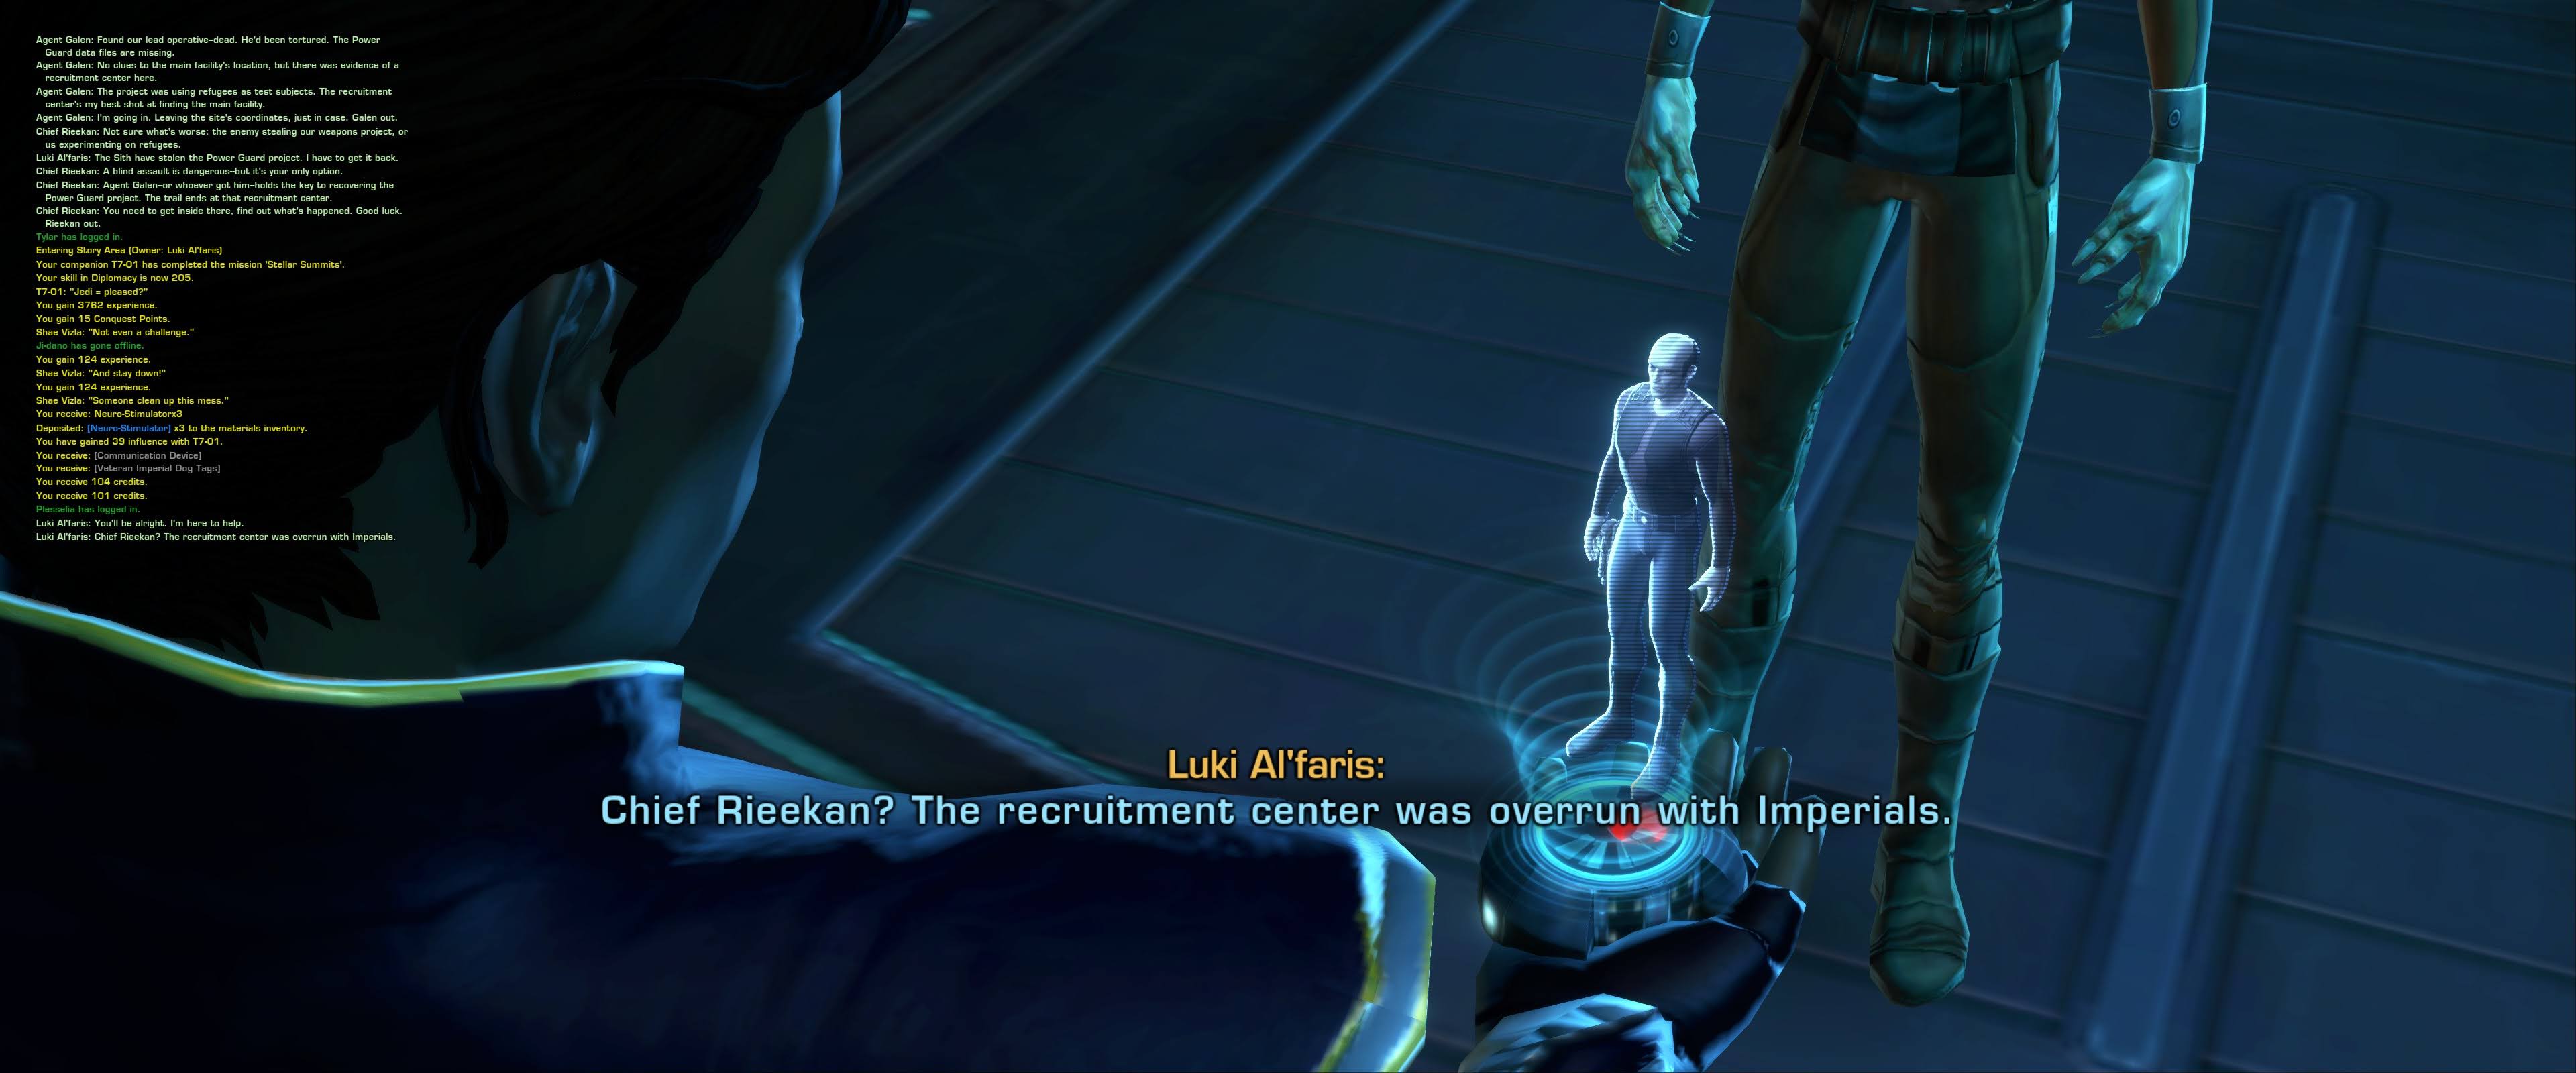 Agent Galen: Found our lead operative—dead. He'd been tortured. The Power
Guard data files are missing.
Agent Galen: No clues to the main facility's location, but there was evidence of a
recruitment center here.
Agent Galen: The project was using refugees as test subjects. The recruitment
center's my best shot at finding the main facility.
Agent Galen: I'm going in. Leaving the site's coordinates, just in case. Galen out.
Chief Rieekan: Not sure what's worse: the enemy stealing our weapons project, or
us experimenting on refugees.
Luki Al'faris: The Sith have stolen the Power Guard project. I have to get it back.
Chief Rieekan: A blind assault is dangerous—but it's your only option.
Chief Rieekan: Agent Galen—or whoever got him—holds the key to recovering the
Power Guard project. The trail ends at that recruitment center.
Chief Rieekan: You need to get inside there, find out what's happened. Good luck.
Rieekan out.
Tylar has logged in.
Entering Story Area (Owner: Luki Al'faris)
Your companion T7-01 has completed the mission 'Stellar Summits'.
Your skill in Diplomacy is now 205.
T7-01: "Jedi = pleased?"
You gain 3762 experience.
You gain 15 Conquest Points.
Shae Vizla: "Not even a challenge."
Ji-dano has gone offline.
You gain 124 experience.
Shae Vizla: "And stay down!"
You gain 124 experience.
Shae Vizla: "Someone clean up this mess."
You receive: Neuro-Stimulatorx3
Deposited: [Neuro-Stimulator] x3 to the materials inventory.
You have gained 39 influence with T7-01.
You receive: [Communication Device]
You receive: [Veteran Imperial Dog Tags]
You receive 104 credits.
You receive 101 credits.
Plesselia has logged in.
Luki Al'faris: You'll be alright. I'm here to help.
Luki Al'faris: Chief Rieekan? The recruitment center was overrun with Imperials.
Luki Al'faris:
Chief Rieekan? The recruitment center was overrun with Imperials.